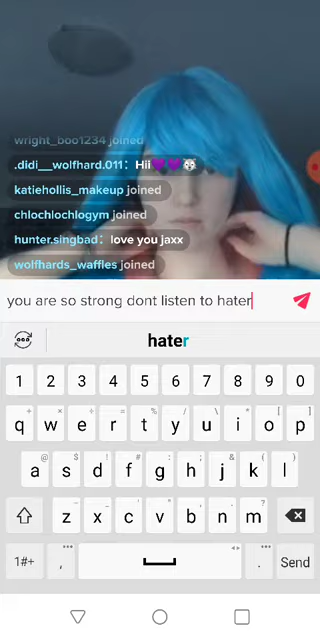 wright_boo1234 joined
.didi__wolfhard.011: Hii💜💜🐺
katiehollis_makeup joined
chlochlochlogym joined
hunter.singbad: love you jaxx
wolfhards_waffles joined
you are so strong dont listen to hater
hater
1 2 3 4 5 6 7 8 9 0
+ × ÷ = % / \ * [ ]
q w e r t y u i o p
@ $ ! # : ; & ( )
a s d f g h j k l
- ' " ?
z x c v b n m
1#+ , . Send